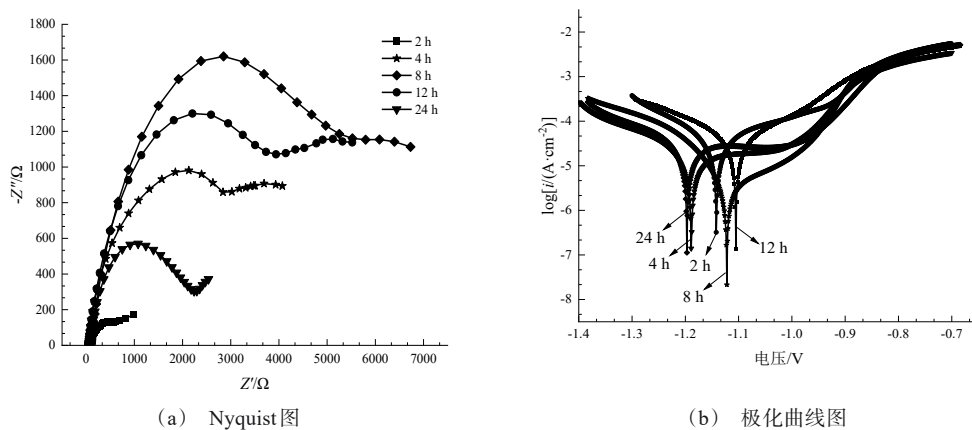 1800
1600
1400
1200
1000
800
600
400
200
0
-Z″/Ω
0 1000 2000 3000 4000 5000 6000 7000
Z′/Ω
2 h
4 h
8 h
12 h
24 h
(a) Nyquist图
-2
-3
-4
-5
-6
-7
-8
log[i/(A·cm⁻²)]
24 h
4 h
2 h
8 h
12 h
-1.4 -1.3 -1.2 -1.1 -1.0 -0.9 -0.8 -0.7
电压/V
(b) 极化曲线图